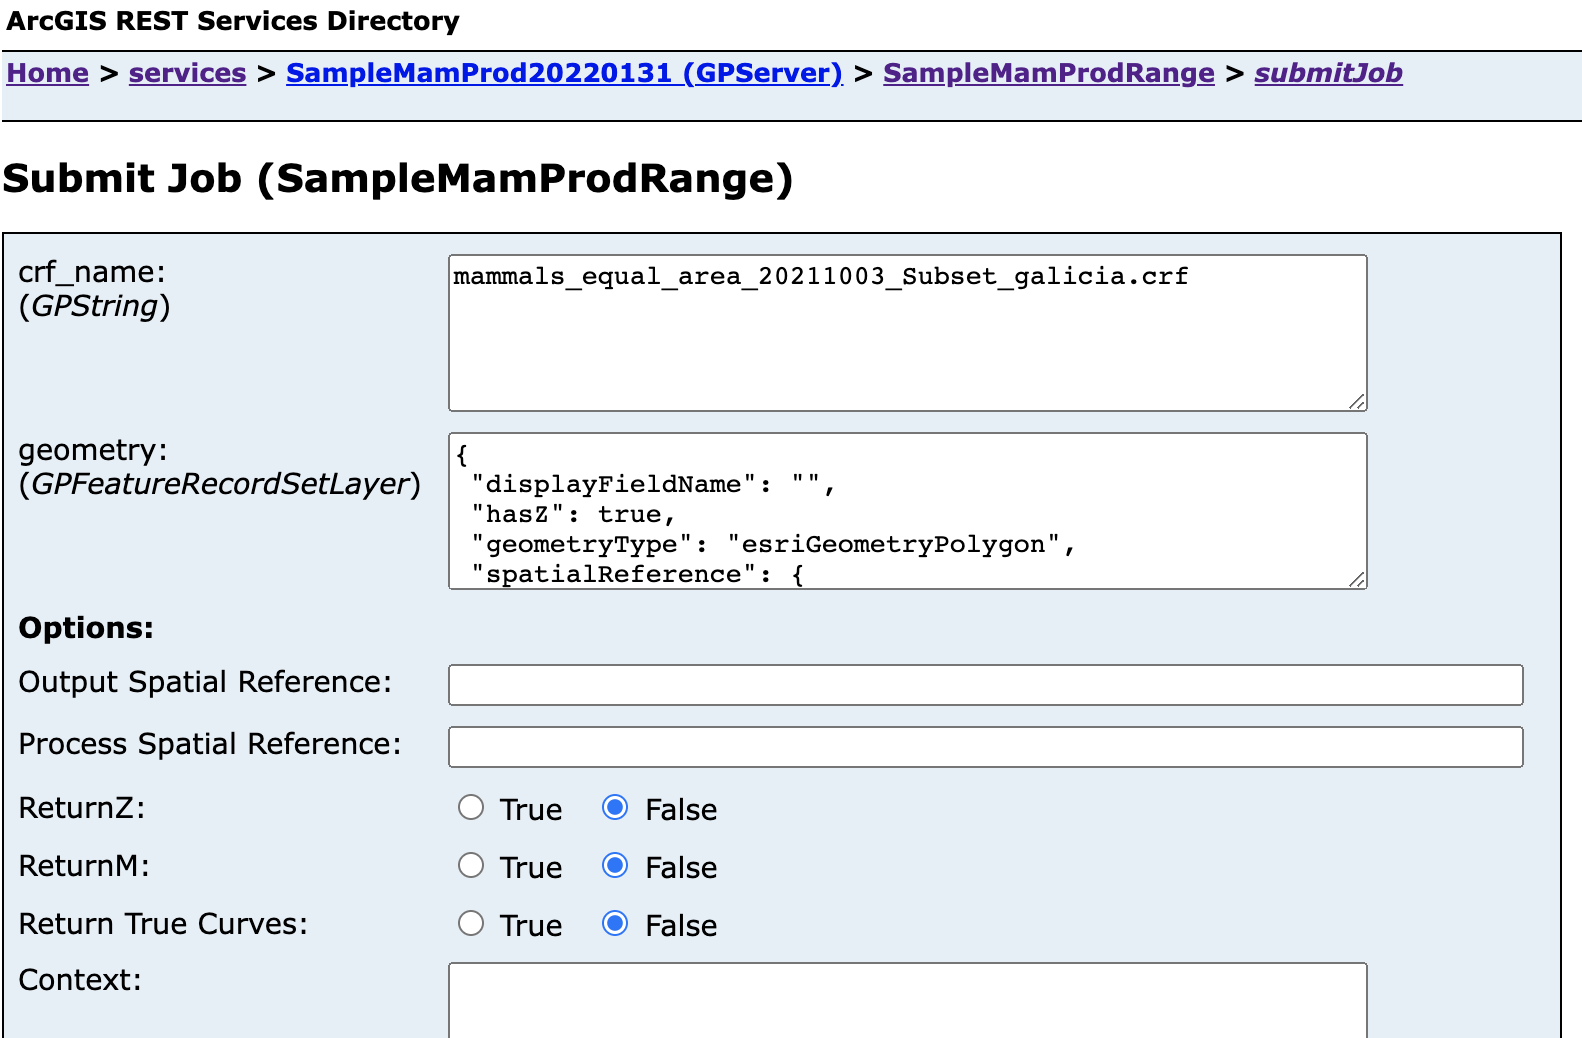 ArcGIS REST Services Directory
Home > services > SampleMamProd20220131 (GPServer) > SampleMamProdRange > submitJob
Submit Job (SampleMamProdRange)
crf_name:
(GPString)
mammals_equal_area_20211003_Subset_galicia.crf
geometry:
(GPFeatureRecordSetLayer)
{
"displayFieldName": "",
"hasZ": true,
"geometryType": "esriGeometryPolygon",
"spatialReference": {
Options:
Output Spatial Reference:
Process Spatial Reference:
ReturnZ: True False
ReturnM: True False
Return True Curves: True False
Context: